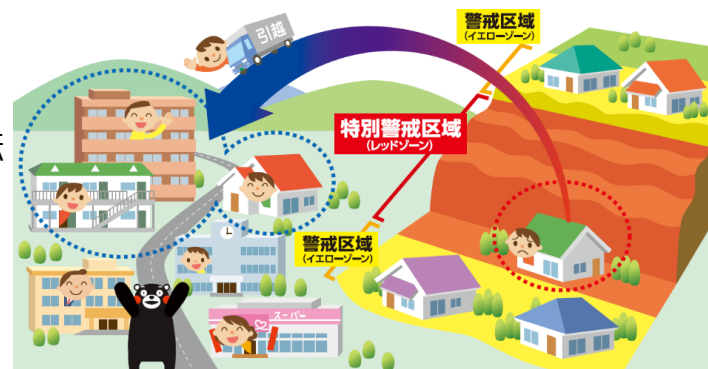 引越
警戒区域
(イエローゾーン)
特別警戒区域
(レッドゾーン)
警戒区域
(イエローゾーン)
スーパー